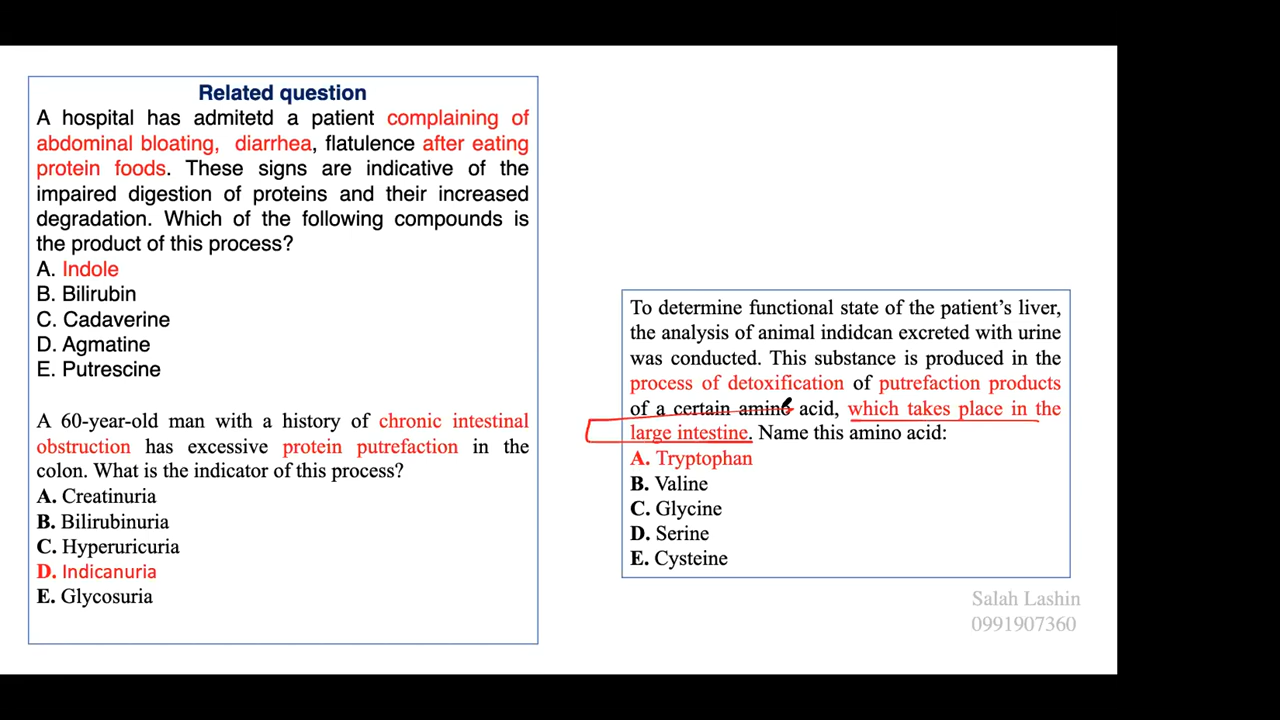 Related question
A hospital has admitetd a patient complaining of
abdominal bloating, diarrhea, flatulence after eating
protein foods. These signs are indicative of the
impaired digestion of proteins and their increased
degradation. Which of the following compounds is
the product of this process?
A. Indole
B. Bilirubin
C. Cadaverine
D. Agmatine
E. Putrescine
A 60-year-old man with a history of chronic intestinal
obstruction has excessive protein putrefaction in the
colon. What is the indicator of this process?
A. Creatinuria
B. Bilirubinuria
C. Hyperuricuria
D. Indicanuria
E. Glycosuria
To determine functional state of the patient's liver,
the analysis of animal indidcan excreted with urine
was conducted. This substance is produced in the
process of detoxification of putrefaction products
of a certain amino acid, which takes place in the
large intestine. Name this amino acid:
A. Tryptophan
B. Valine
C. Glycine
D. Serine
E. Cysteine
Salah Lashin
0991907360